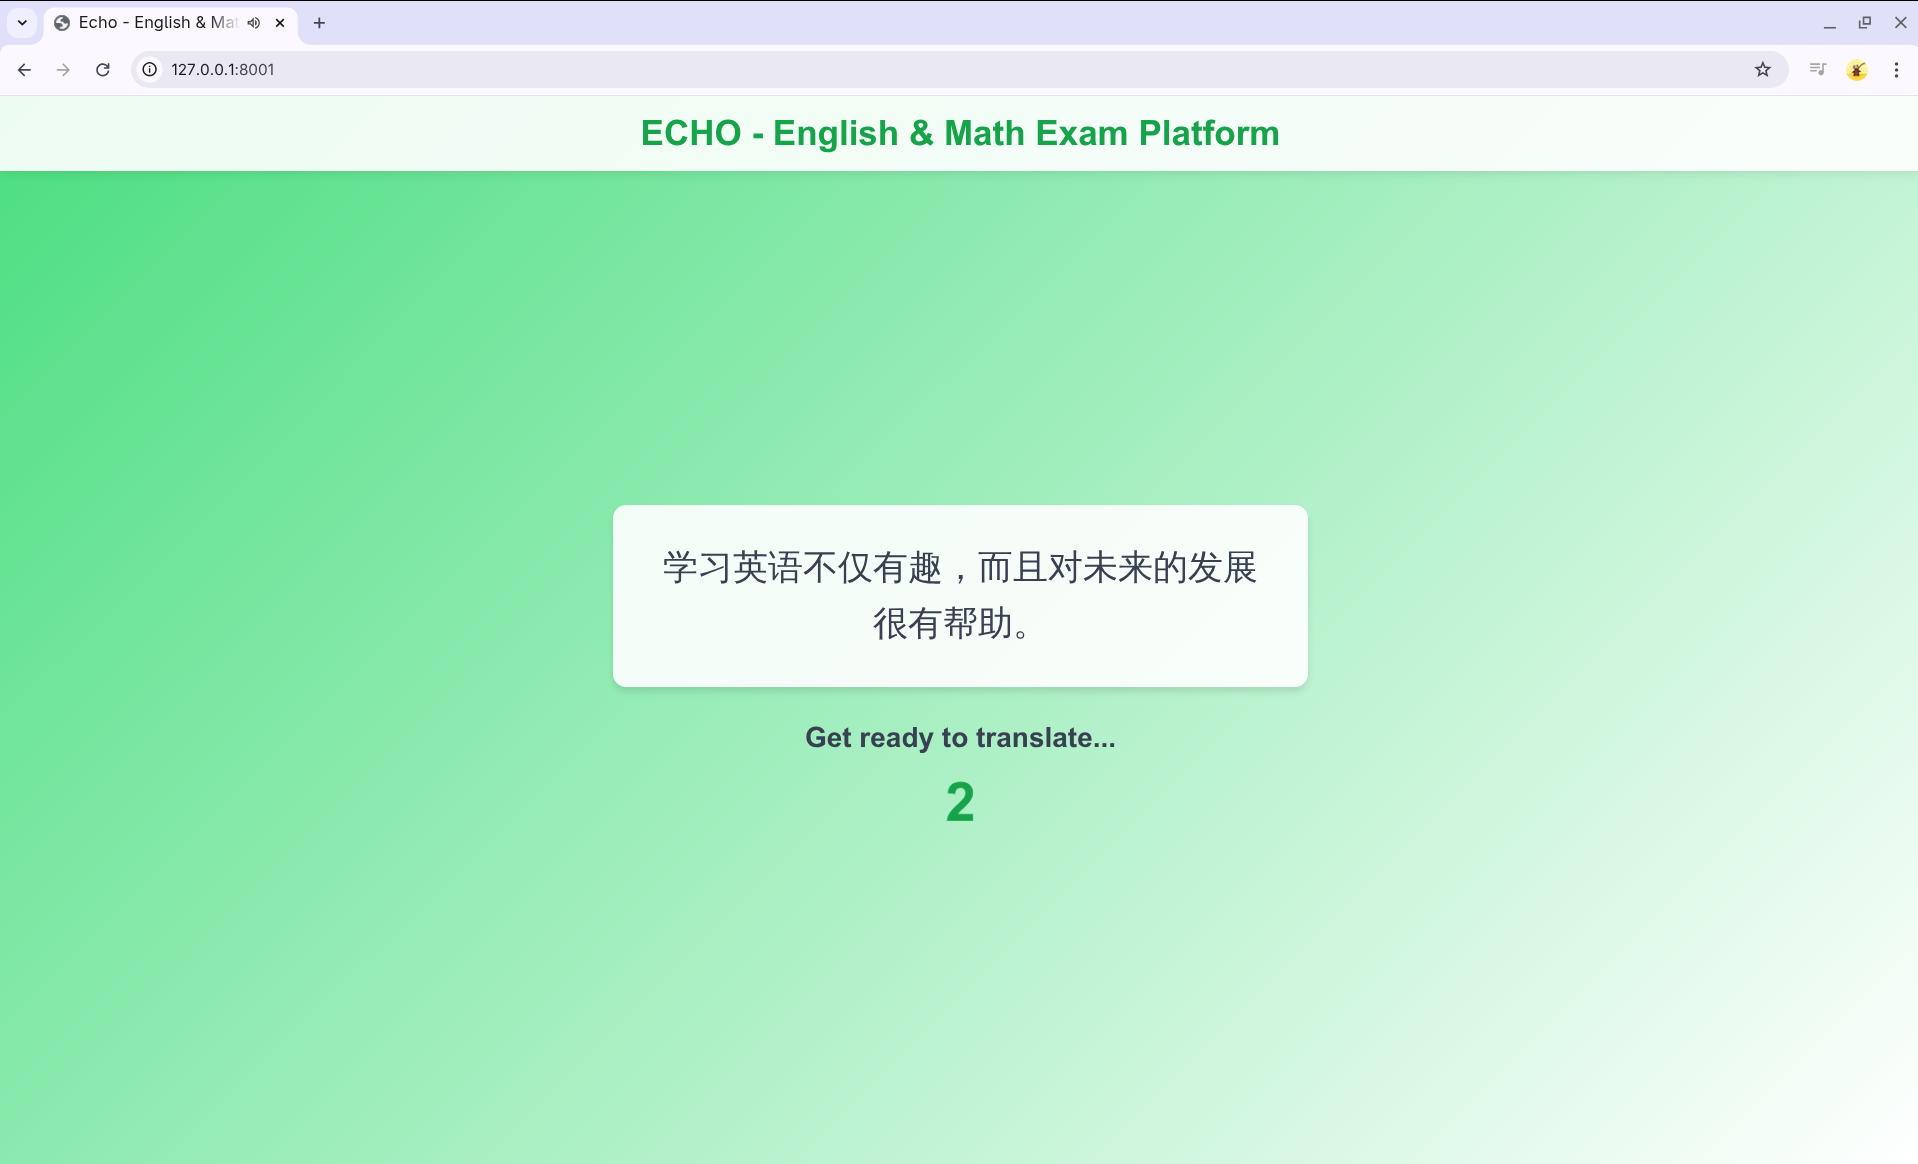 Echo - English & Mat
127.0.0.1:8001
ECHO - English & Math Exam Platform
学习英语不仅有趣，而且对未来的发展
很有帮助。
Get ready to translate...
2